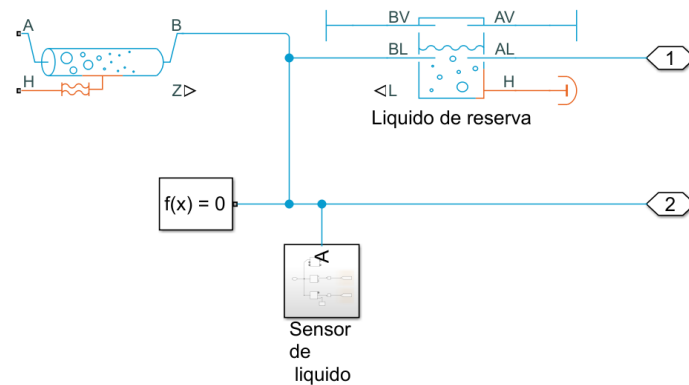 A B BV AV
BL AL 1
H Z L H
Liquido de reserva
f(x) = 0 2
A
Sensor
de
liquido